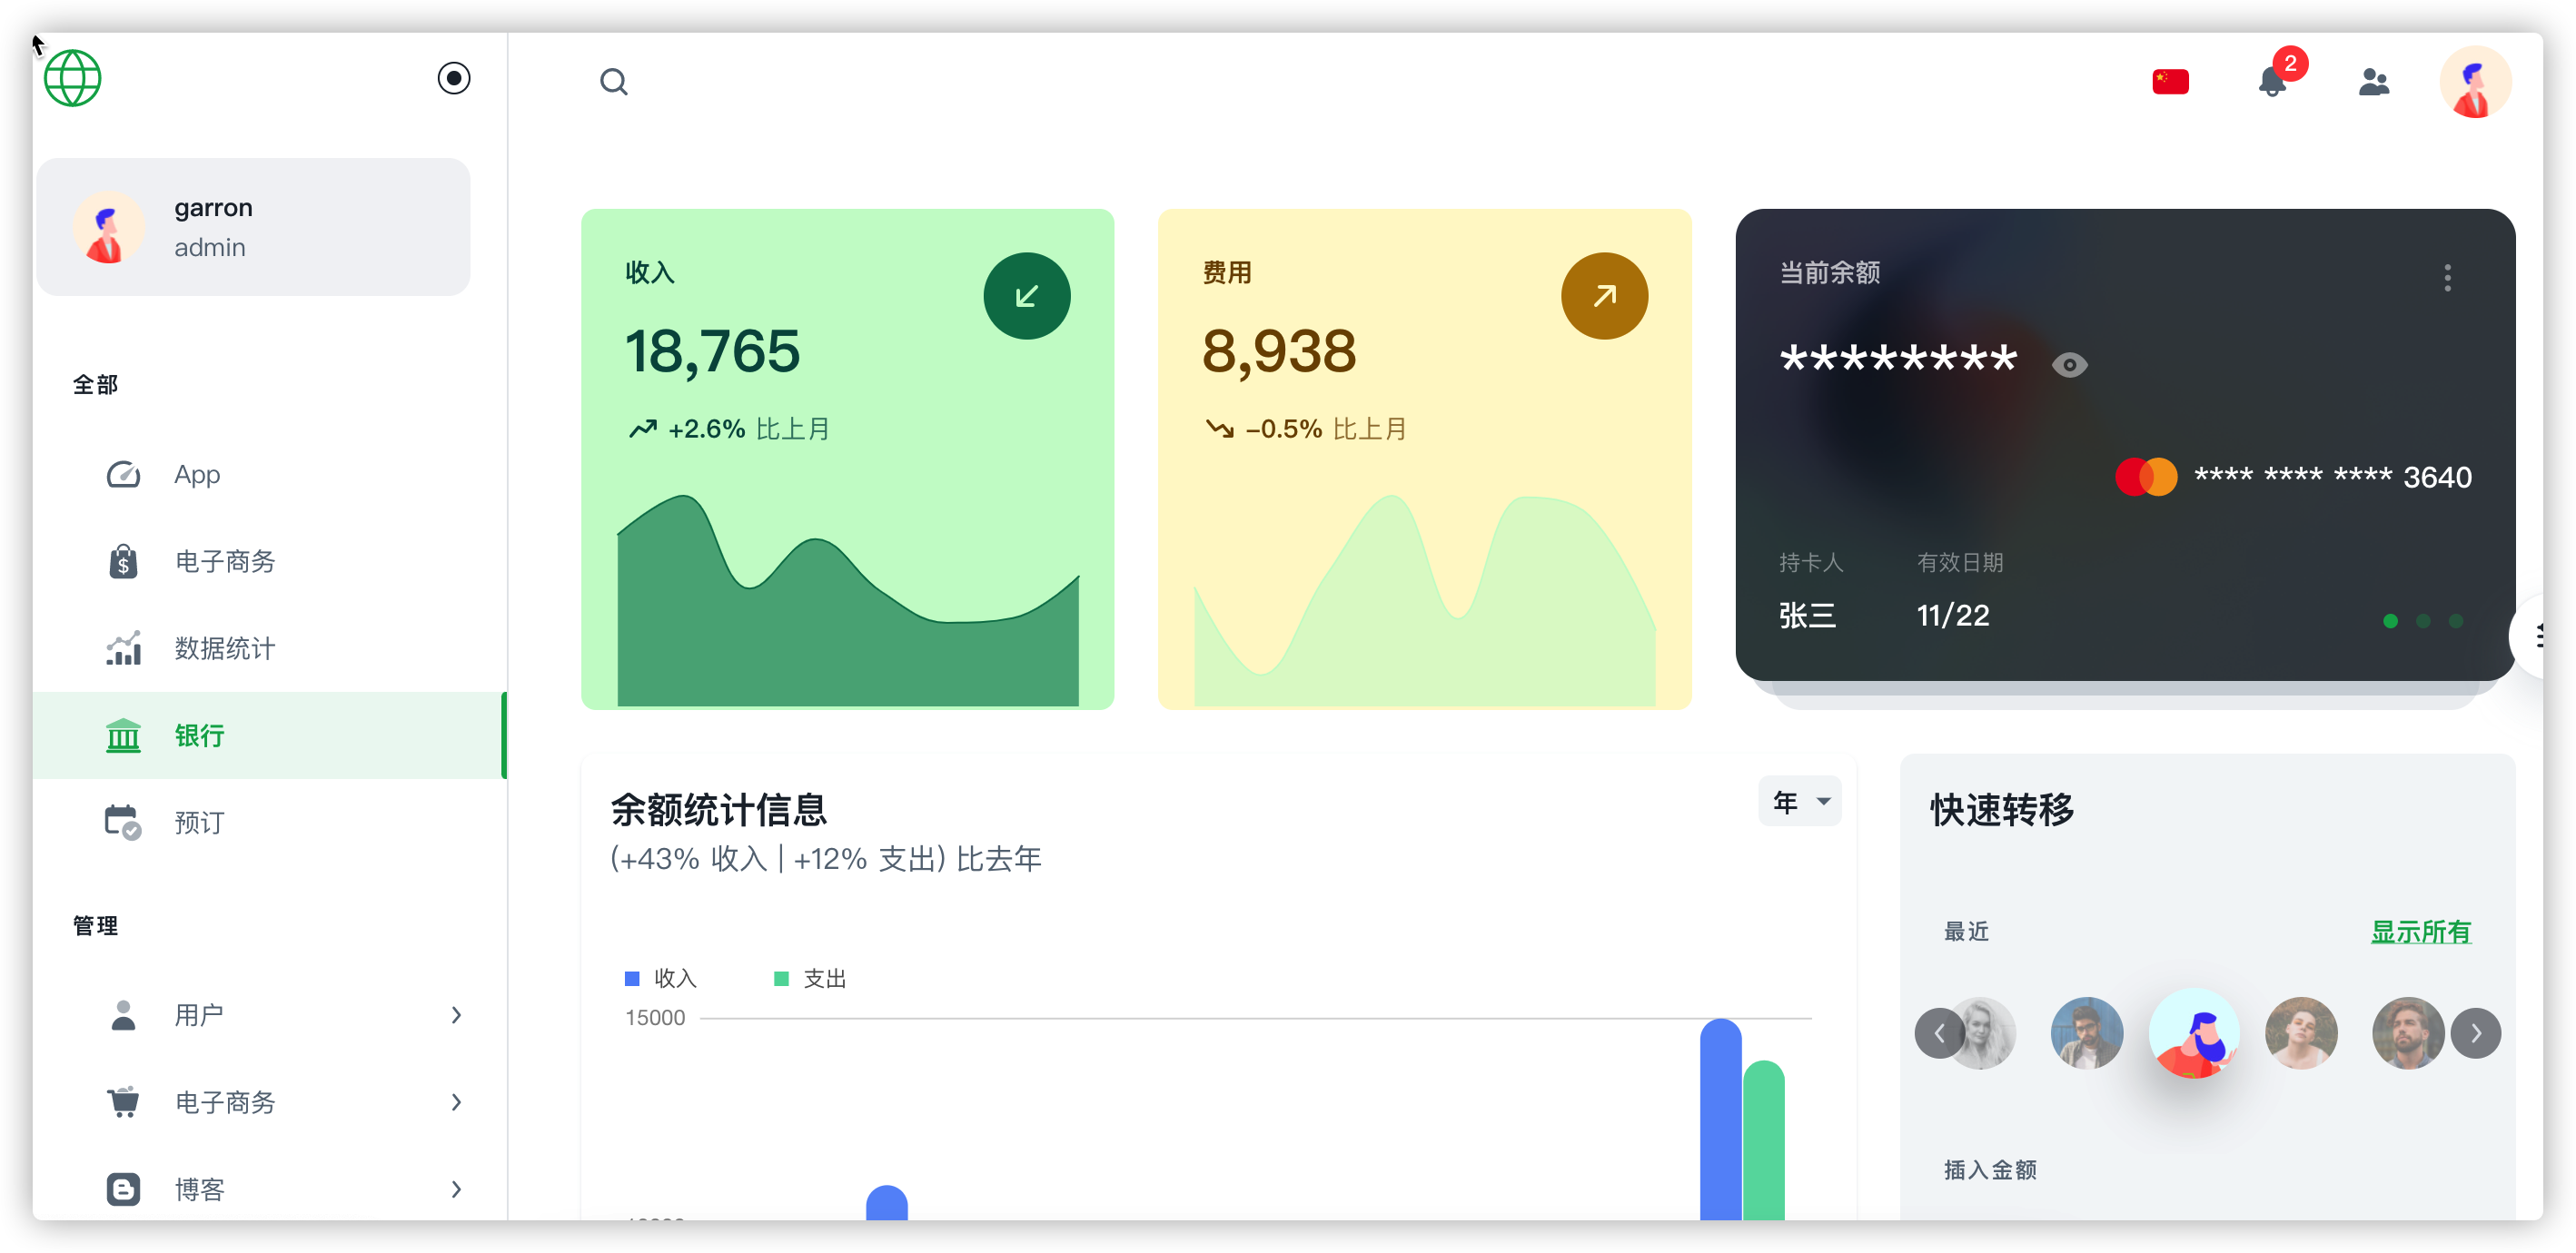 2
garron
admin
全部
App
电子商务
数据统计
银行
预订
管理
用户
电子商务
博客
收入
18,765
+2.6% 比上月
费用
8,938
-0.5% 比上月
当前余额
********
**** **** **** 3640
持卡人 有效日期
张三 11/22
余额统计信息
年
(+43% 收入 | +12% 支出) 比去年
收入 支出
15000
快速转移
最近 显示所有
插入金额